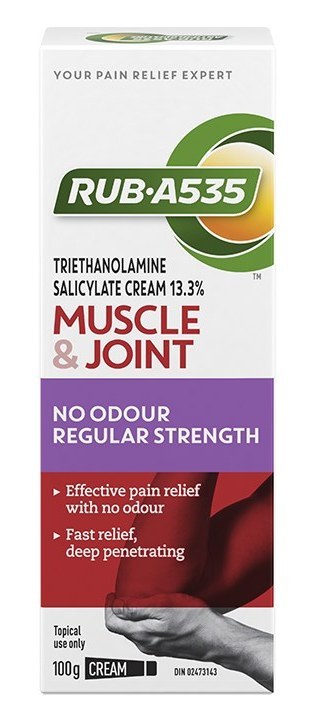 YOUR PAIN RELIEF EXPERT
RUB·A535
TM
TRIETHANOLAMINE
SALICYLATE CREAM 13.3%
MUSCLE
& JOINT
NO ODOUR
REGULAR STRENGTH
▸ Effective pain relief
with no odour
▸ Fast relief,
deep penetrating
Topical
use only
100g CREAM
DIN 02473143